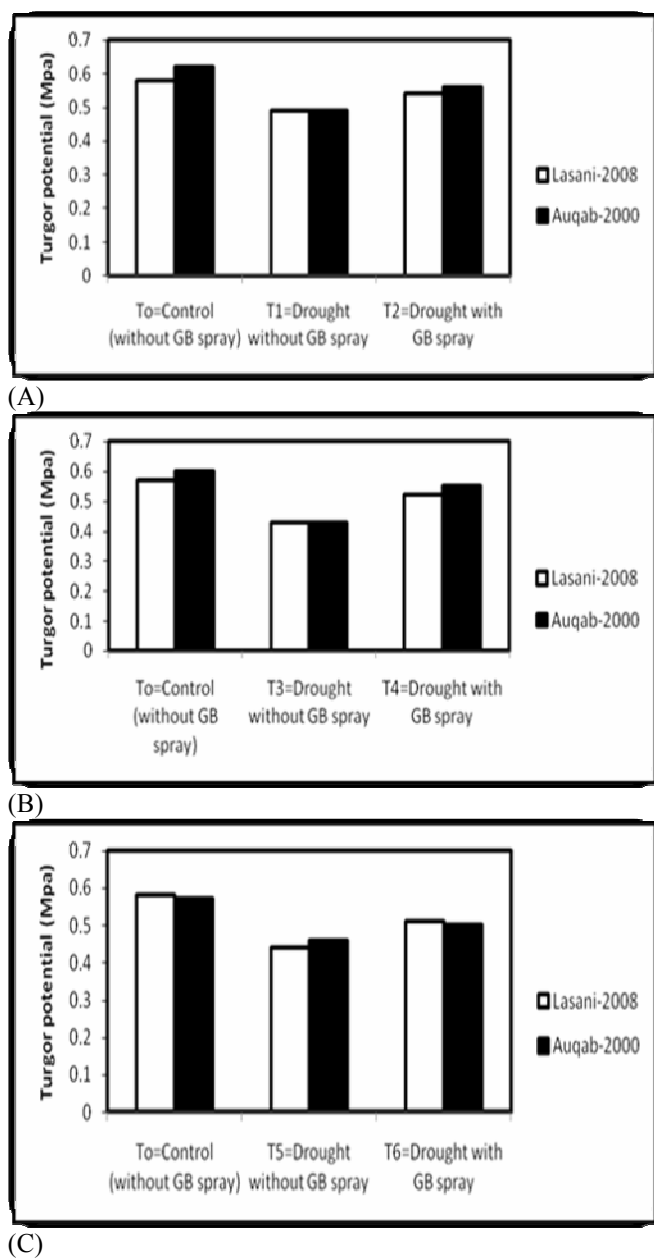 0.7
0.6
0.5
0.4
0.3
0.2
0.1
0
Turgor potential (Mpa)
To=Control
(without GB spray)
T1=Drought
without GB spray
T2=Drought with
GB spray
Lasani-2008
Auqab-2000
(A)
0.7
0.6
0.5
0.4
0.3
0.2
0.1
0
Turgor potential (Mpa)
To=Control
(without GB
spray)
T3=Drought
without GB spray
T4=Drought with
GB spray
Lasani-2008
Auqab-2000
(B)
0.7
0.6
0.5
0.4
0.3
0.2
0.1
0
Turgor potential (Mpa)
To=Control
(without GB spray)
T5=Drought
without GB spray
T6=Drought with
GB spray
Lasani-2008
Auqab-2000
(C)